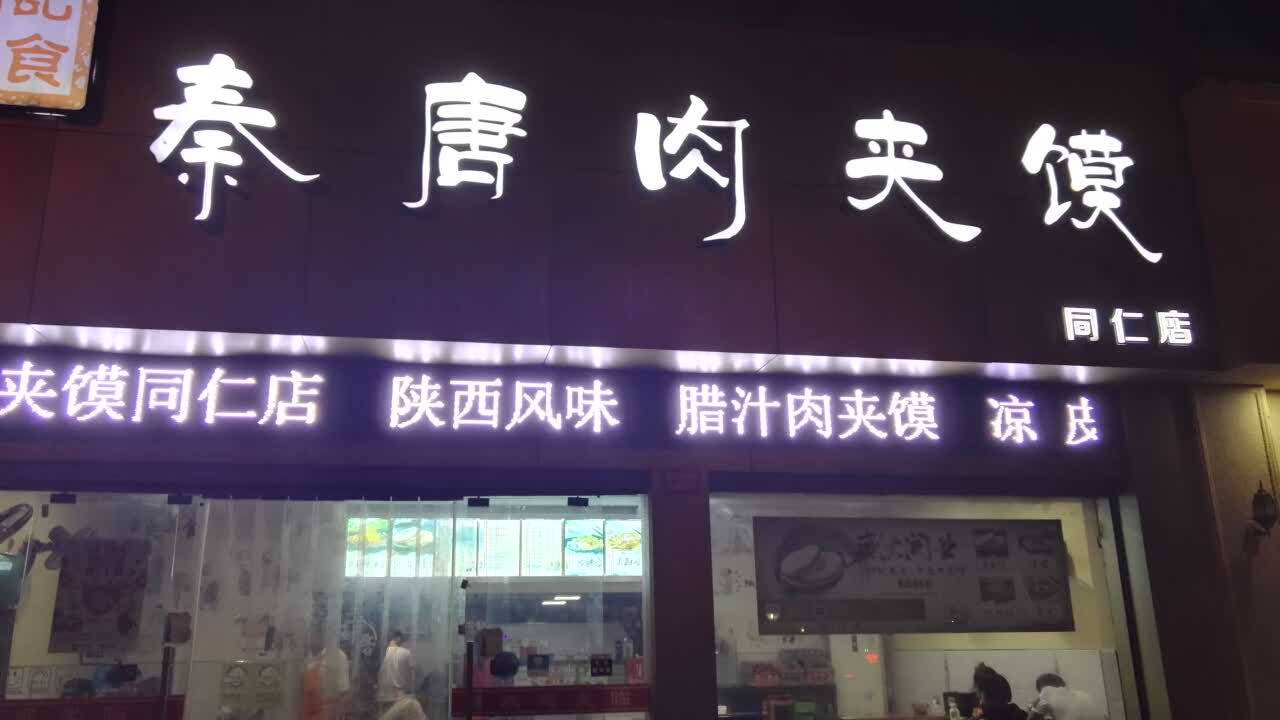 食
秦唐肉夹馍
同仁店
夹馍同仁店 陕西风味 腊汁肉夹馍 凉皮